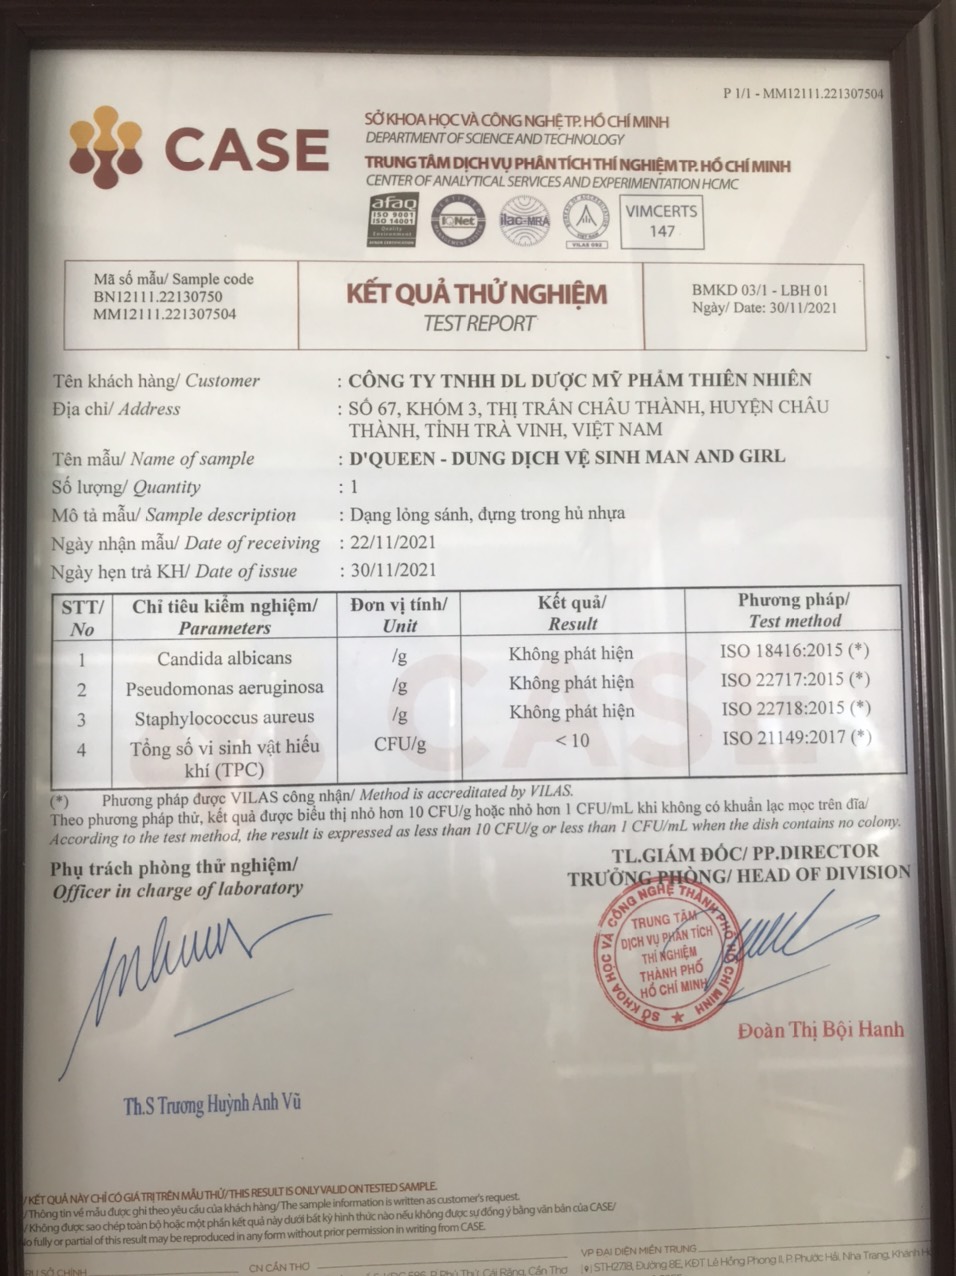 P 1/1 - MM12111.221307504
CASE
SỞ KHOA HỌC VÀ CÔNG NGHỆ TP. HỒ CHÍ MINH
DEPARTMENT OF SCIENCE AND TECHNOLOGY
TRUNG TÂM DỊCH VỤ PHÂN TÍCH THÍ NGHIỆM TP. HỒ CHÍ MINH
CENTER OF ANALYTICAL SERVICES AND EXPERIMENTATION HCMC
afaq
ISO 9001
ISO 14001
Quality
Environnement
IQNet
ilac-MRA
VILAS 092
VIMCERTS
147
Mã số mẫu/ Sample code
BN12111.22130750
MM12111.221307504
KẾT QUẢ THỬ NGHIỆM
TEST REPORT
BMKD 03/1 - LBH 01
Ngày/ Date: 30/11/2021
Tên khách hàng/ Customer : CÔNG TY TNHH DL DƯỢC MỸ PHẨM THIÊN NHIÊN
Địa chỉ/ Address : SỐ 67, KHÓM 3, THỊ TRẤN CHÂU THÀNH, HUYỆN CHÂU
THÀNH, TỈNH TRÀ VINH, VIỆT NAM
Tên mẫu/ Name of sample : D'QUEEN - DUNG DỊCH VỆ SINH MAN AND GIRL
Số lượng/ Quantity : 1
Mô tả mẫu/ Sample description : Dạng lỏng sánh, đựng trong hủ nhựa
Ngày nhận mẫu/ Date of receiving : 22/11/2021
Ngày hẹn trả KH/ Date of issue : 30/11/2021
STT/ Chỉ tiêu kiểm nghiệm/ Đơn vị tính/ Kết quả/ Phương pháp/
No Parameters Unit Result Test method
1 Candida albicans /g Không phát hiện ISO 18416:2015 (*)
2 Pseudomonas aeruginosa /g Không phát hiện ISO 22717:2015 (*)
3 Staphylococcus aureus /g Không phát hiện ISO 22718:2015 (*)
4 Tổng số vi sinh vật hiếu CFU/g < 10 ISO 21149:2017 (*)
khí (TPC)
(*) Phương pháp được VILAS công nhận/ Method is accreditated by VILAS.
Theo phương pháp thử, kết quả được biểu thị nhỏ hơn 10 CFU/g hoặc nhỏ hơn 1 CFU/mL khi không có khuẩn lạc mọc trên đĩa/
According to the test method, the result is expressed as less than 10 CFU/g or less than 1 CFU/mL when the dish contains no colony.
Phụ trách phòng thử nghiệm/
Officer in charge of laboratory
TL.GIÁM ĐỐC/ PP.DIRECTOR
TRƯỞNG PHÒNG/ HEAD OF DIVISION
SỞ KHOA HỌC VÀ CÔNG NGHỆ THÀNH PHỐ HỒ CHÍ MINH
TRUNG TÂM
DỊCH VỤ PHÂN TÍCH
THÍ NGHIỆM
THÀNH PHỐ
HỒ CHÍ MINH
Đoàn Thị Bội Hanh
Th.S Trương Huỳnh Anh Vũ
/KẾT QUẢ NÀY CHỈ CÓ GIÁ TRỊ TRÊN MẪU THỬ/THIS RESULT IS ONLY VALID ON TESTED SAMPLE.
/Thông tin về mẫu được ghi theo yêu cầu của khách hàng/The sample information is written as customer's request.
/Không được sao chép toàn bộ hoặc một phần kết quả này dưới bất kỳ hình thức nào nếu không được sự đồng ý bằng văn bản của CASE/
No fully or partial of this result may be reproduced in any form without prior permission in writing from CASE.
TRỤ SỞ CHÍNH
CN CẦN THƠ
P. Phú Thứ, Cái Răng, Cần Thơ
VP ĐẠI DIỆN MIỀN TRUNG
STH27.18, Đường 8E, KĐT Lê Hồng Phong II, P. Phước Hải, Nha Trang, Khánh